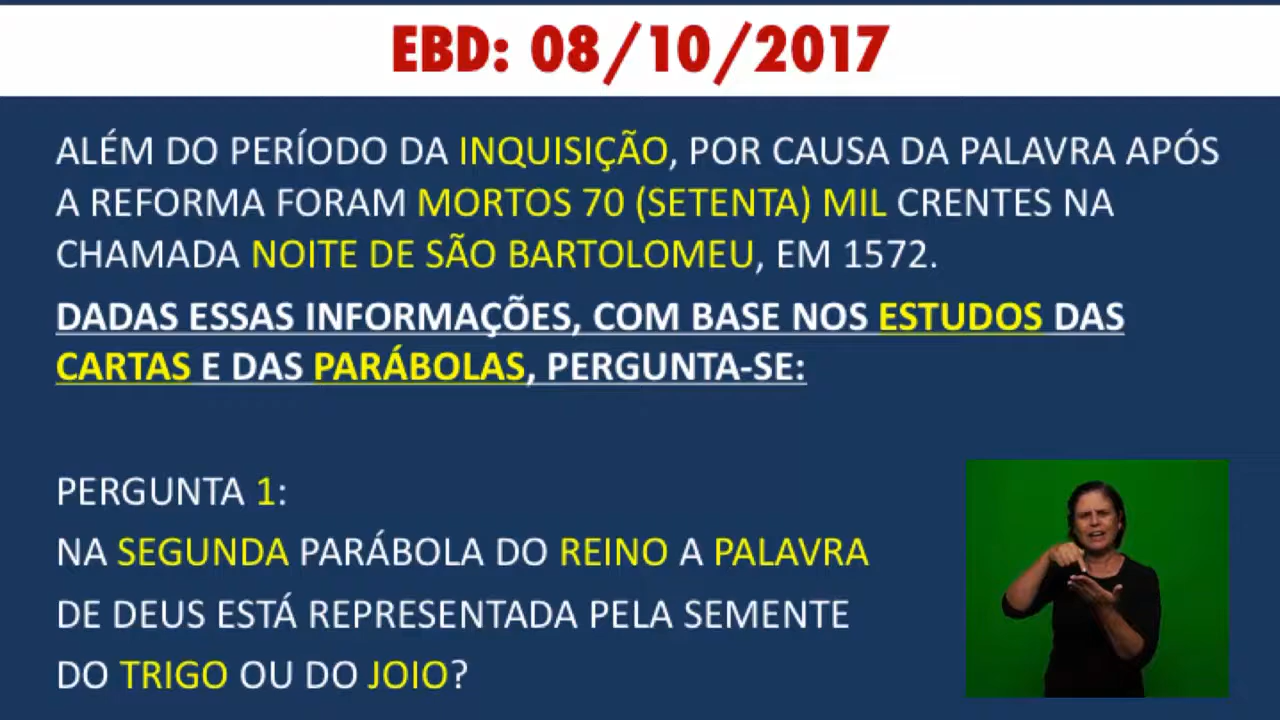 EBD: 08/10/2017
ALÉM DO PERÍODO DA INQUISIÇÃO, POR CAUSA DA PALAVRA APÓS
A REFORMA FORAM MORTOS 70 (SETENTA) MIL CRENTES NA
CHAMADA NOITE DE SÃO BARTOLOMEU, EM 1572.
DADAS ESSAS INFORMAÇÕES, COM BASE NOS ESTUDOS DAS
CARTAS E DAS PARÁBOLAS, PERGUNTA-SE:
PERGUNTA 1:
NA SEGUNDA PARÁBOLA DO REINO A PALAVRA
DE DEUS ESTÁ REPRESENTADA PELA SEMENTE
DO TRIGO OU DO JOIO?